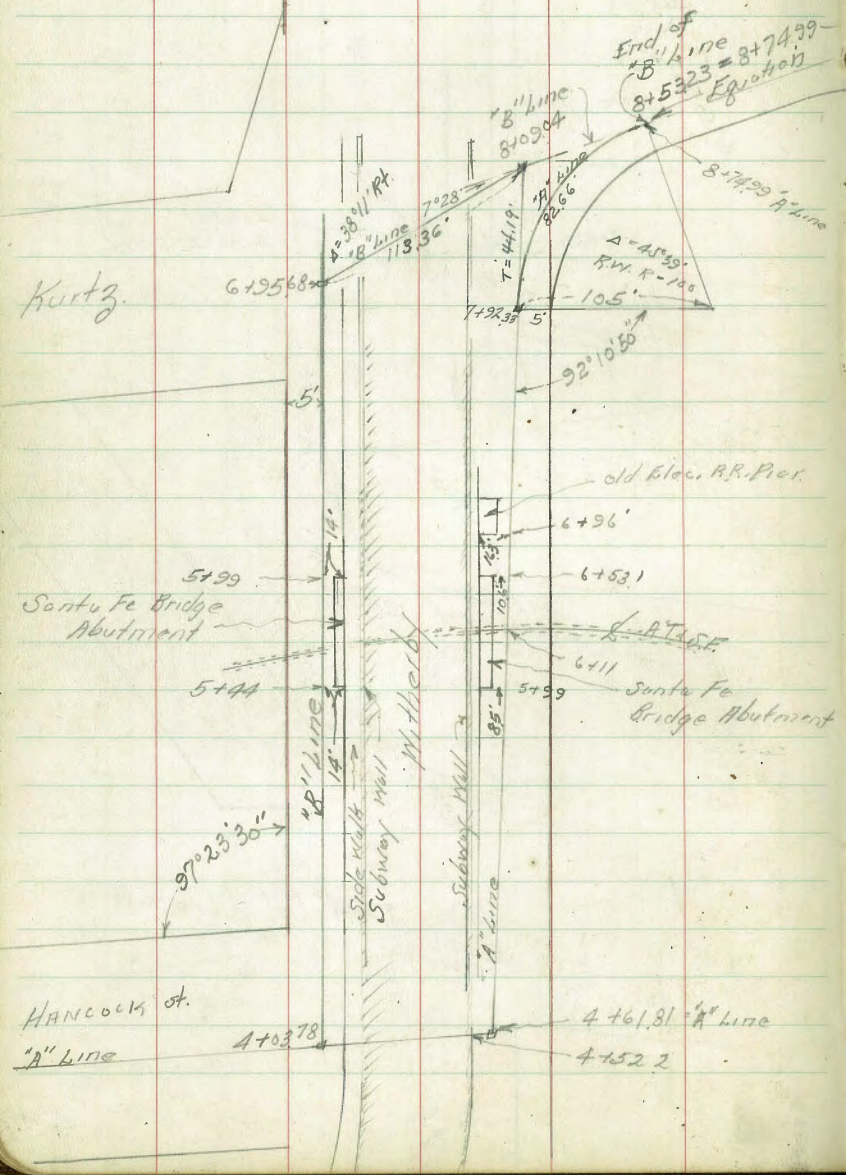 End of
"B" Line
8+53.23 = 8+74.99
Equation
"B" Line
8+09.04
8+74.99 "A" Line
Δ = 38°11' Rt.
7°28'
"B" Line
113.36'
"A" Line
82.66'
T = 44.19'
Δ = 45°39'
R.W. R = 100
Kurtz.
6+95.68
105'
7+92.33
5'
92°10'50"
5'
old Elec. R.R. Pier
14'
6+96'
5+99
6+53.1
Santa Fe Bridge
Abutment
10.6'
℄ A.T.& S.F.
6+11
5+44
5+99
Santa Fe
Bridge Abutment
8.5'
14'
"B" Line
Sidewalk
Subway Wall
Witherby
Subway Wall
"A" Line
97°23'30"
HANCOCK St.
"A" Line
4+03.78
4+61.81 = "A" Line
4+52.2